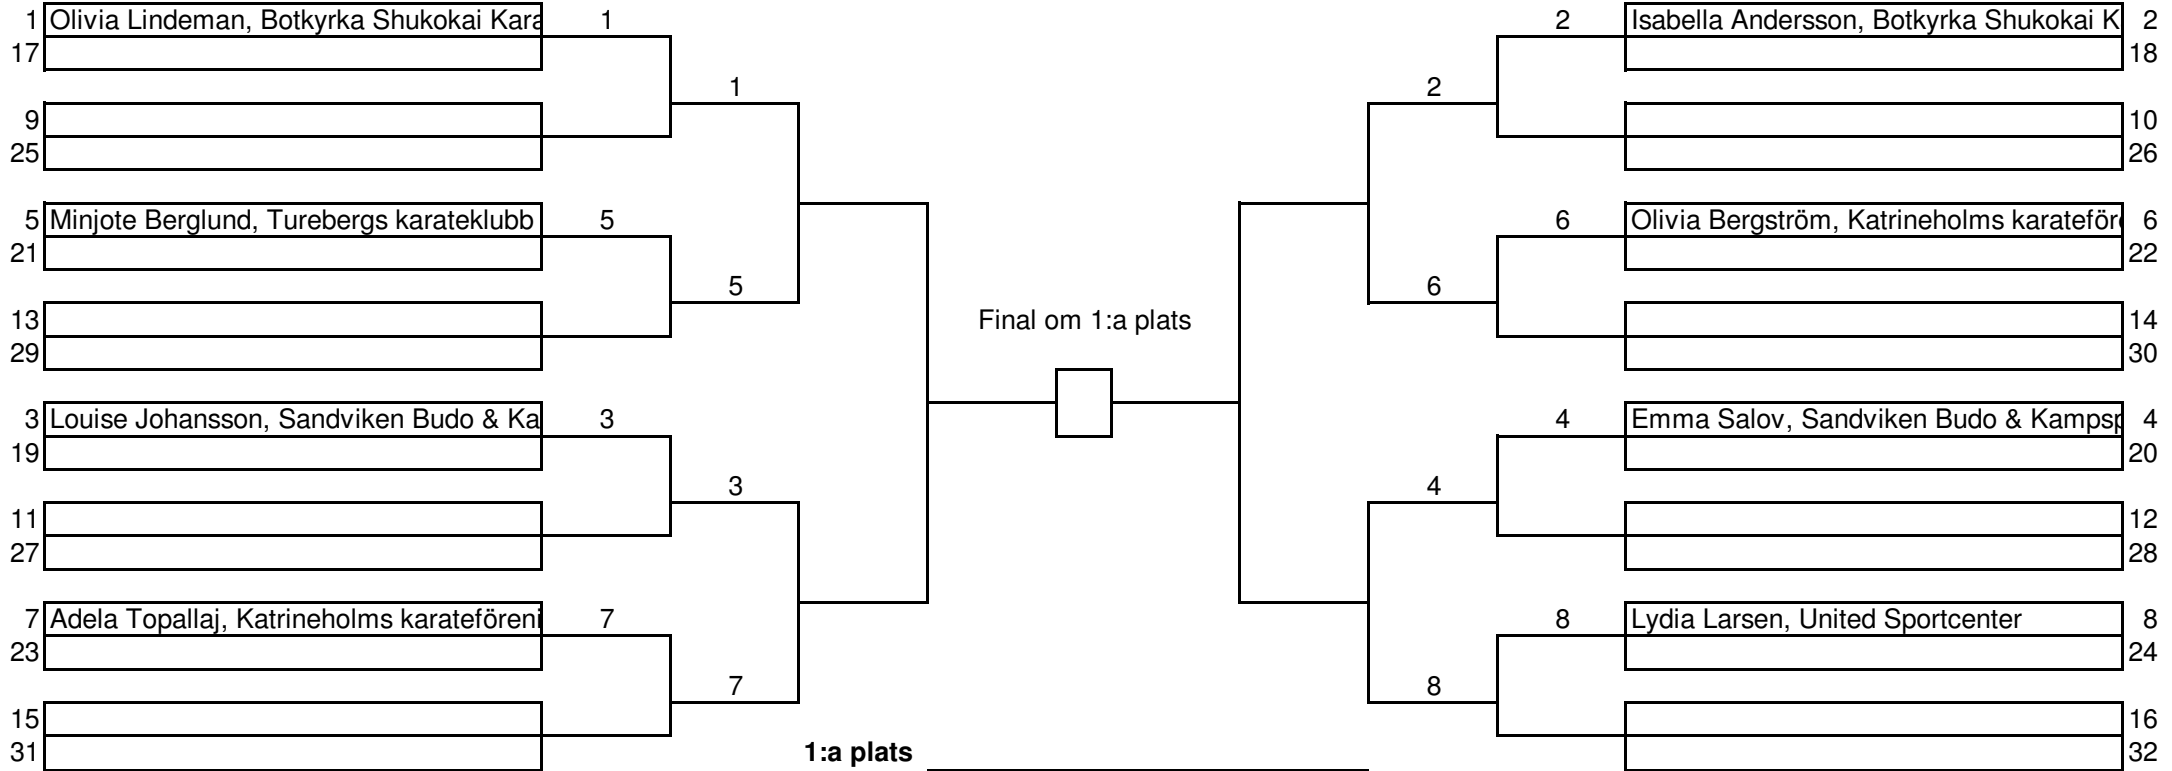 1 Olivia Lindeman, Botkyrka Shukokai Kara 1 2 Isabella Andersson, Botkyrka Shukokai K 2
17 18
1 2
9 10
25 26
5 Minjote Berglund, Turebergs karateklubb 5 6 Olivia Bergström, Katrineholms karateför 6
21 22
5 6
13 Final om 1:a plats 14
29 30
3 Louise Johansson, Sandviken Budo & Ka 3 4 Emma Salov, Sandviken Budo & Kampsp 4
19 20
3 4
11 12
27 28
7 Adela Topallaj, Katrineholms karateföreni 7 8 Lydia Larsen, United Sportcenter 8
23 24
7 8
15 16
31 1:a plats 32